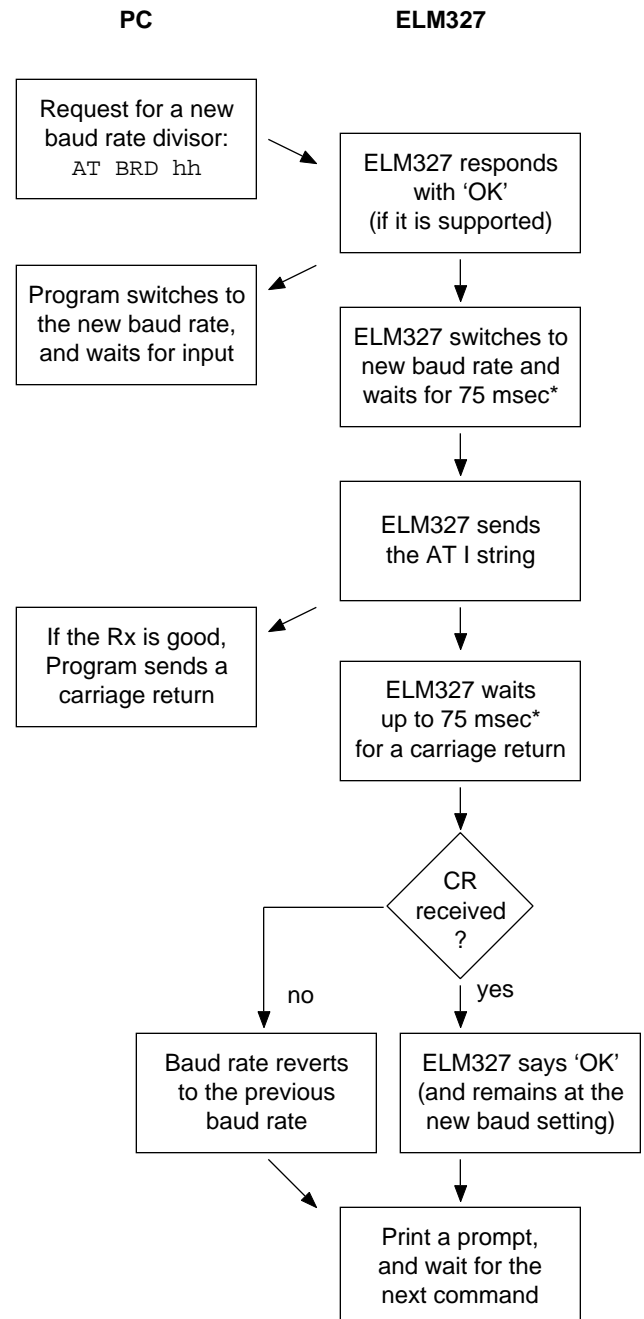 PC
ELM327
Request for a new
baud rate divisor:
AT BRD hh
ELM327 responds
with ‘OK’
(if it is supported)
Program switches to
the new baud rate,
and waits for input
ELM327 switches to
new baud rate and
waits for 75 msec*
ELM327 sends
the AT I string
If the Rx is good,
Program sends a
carriage return
ELM327 waits
up to 75 msec*
for a carriage return
CR
received
?
no
yes
Baud rate reverts
to the previous
baud rate
ELM327 says ‘OK’
(and remains at the
new baud setting)
Print a prompt,
and wait for the
next command